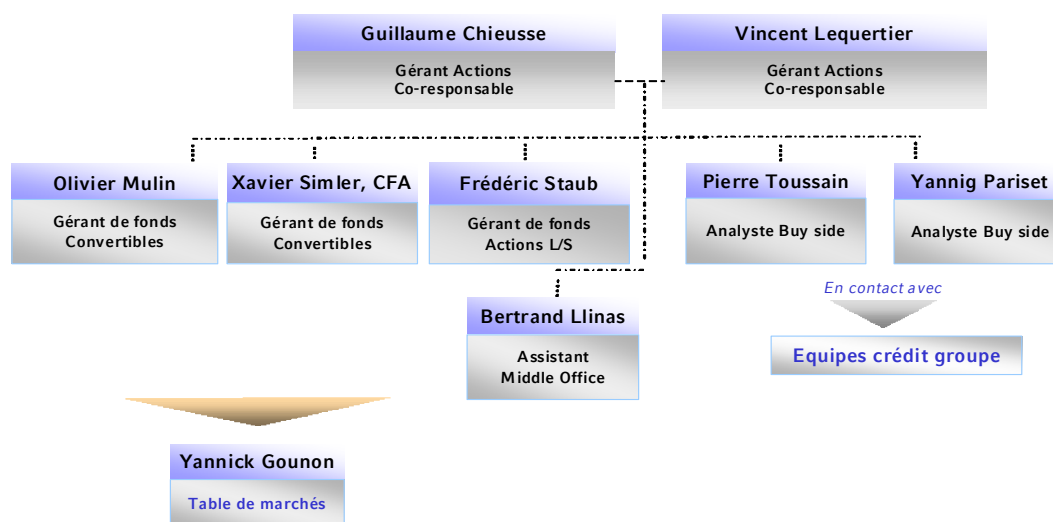 Guillaume Chieusse
Gérant Actions
Co-responsable
Vincent Lequertier
Gérant Actions
Co-responsable
Olivier Mulin
Gérant de fonds
Convertibles
Xavier Simler, CFA
Gérant de fonds
Convertibles
Frédéric Staub
Gérant de fonds
Actions L/S
Pierre Toussain
Analyste Buy side
Yannig Pariset
Analyste Buy side
En contact avec
Equipes crédit groupe
Bertrand Llinas
Assistant
Middle Office
Yannick Gounon
Table de marchés